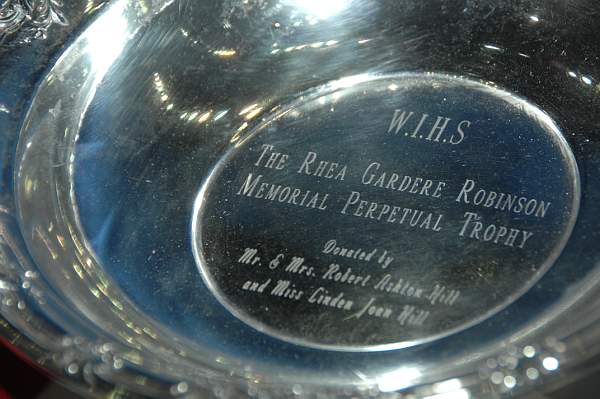 W.I.H.S
The Rhea Gardere Robinson
Memorial Perpetual Trophy
Donated by
Mr. & Mrs. Robert Ashton Hill
and Miss Linden Joan Hill